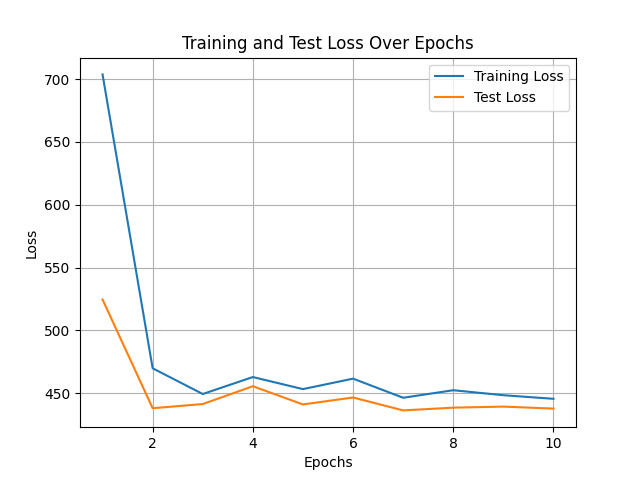 Training and Test Loss Over Epochs
Training Loss
Test Loss
700
650
600
550
500
450
Loss
2 4 6 8 10
Epochs